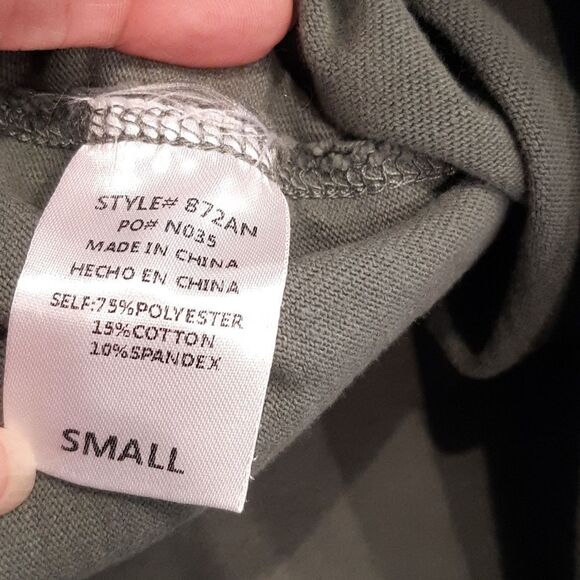 STYLE# 872AN
PO# N035
MADE IN CHINA
HECHO EN CHINA
SELF:75%POLYESTER
15%COTTON
10%SPANDEX
SMALL